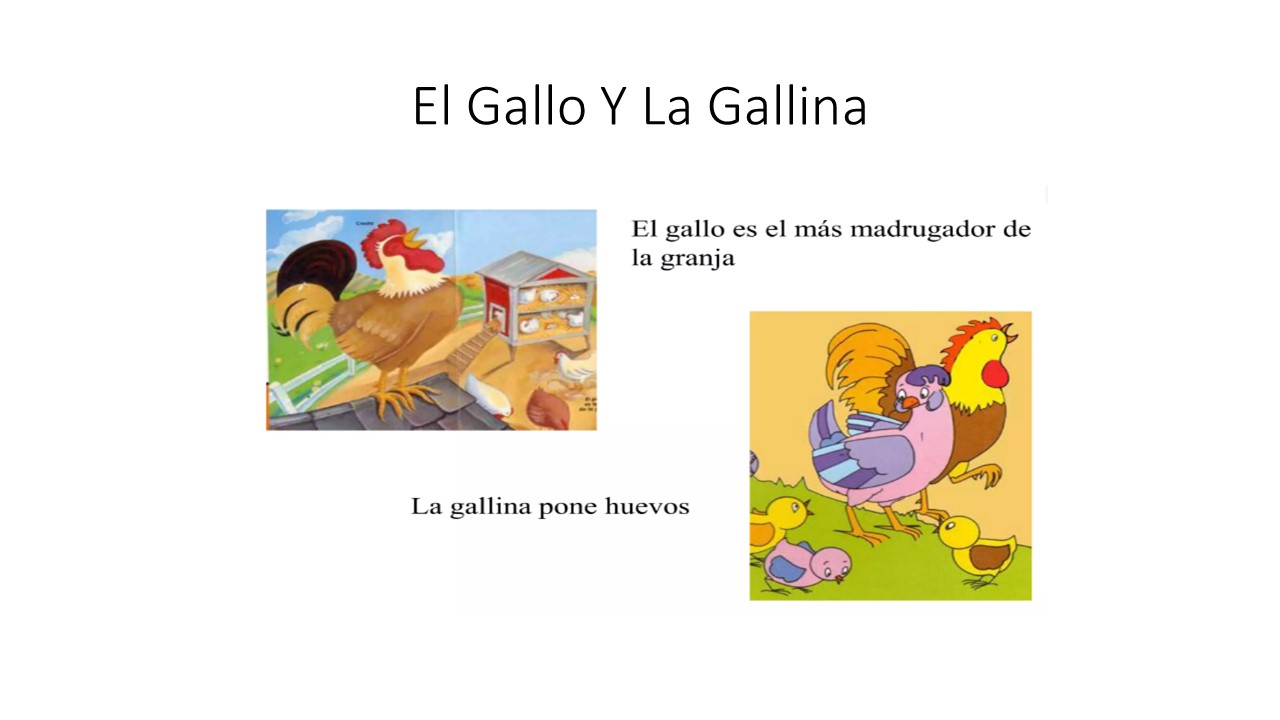 El Gallo Y La Gallina
El gallo es el más madrugador de
la granja
La gallina pone huevos